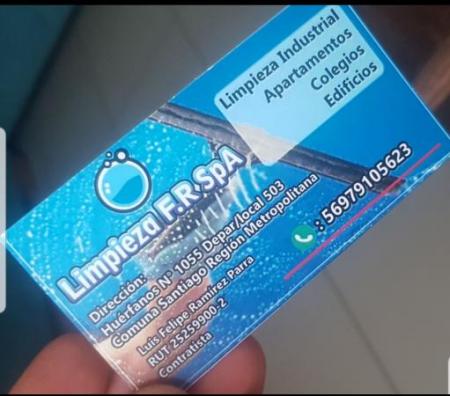 Limpieza Industrial
Apartamentos
Colegios
Edificios
Limpieza F.R SpA
Dirección:
Huérfanos N° 1055 Depar/local 503
Comuna Santiago Región Metropolitana
: 56979105623
Luis Felipe Ramirez Parra
RUT 25259900-2
Contratista